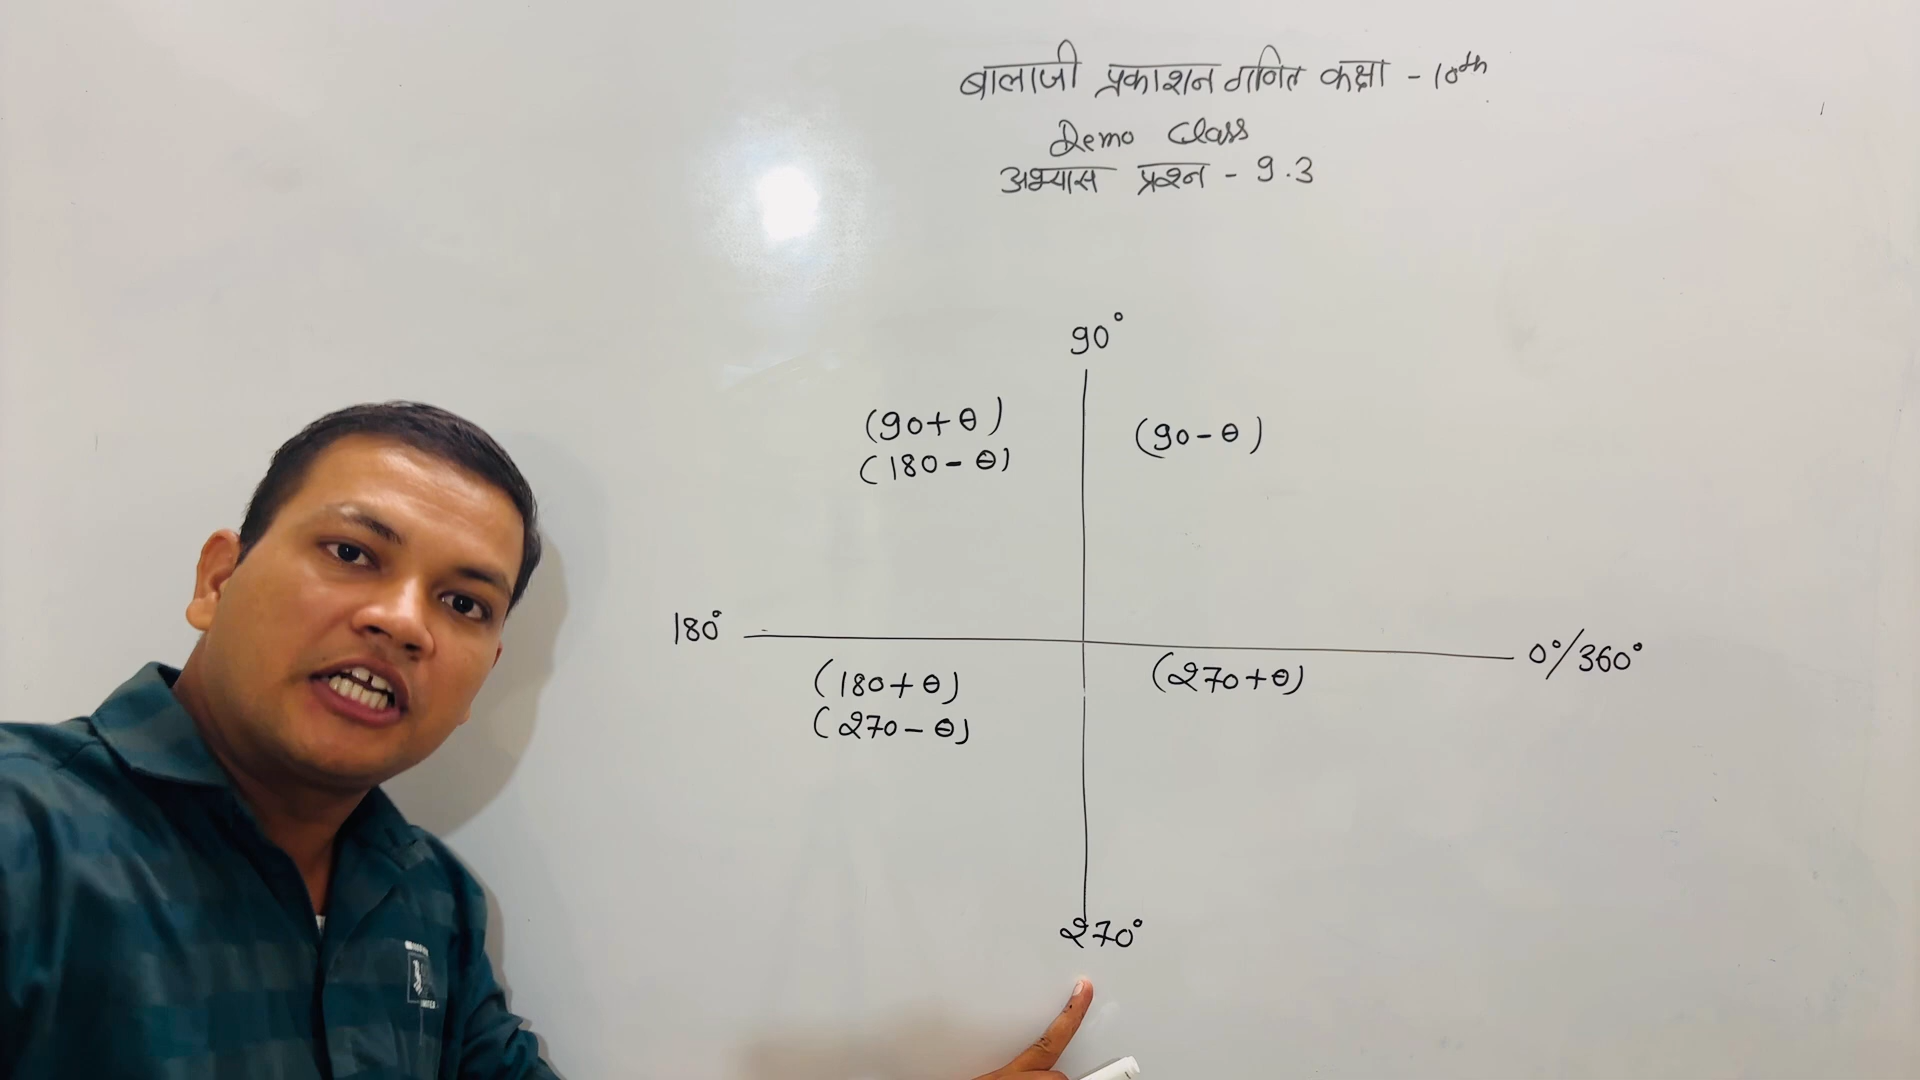 बालाजी प्रकाशन गणित कक्षा - 10th
Demo Class
अभ्यास प्रश्न - 9.3
90°
(90+θ)
(180-θ)
(90-θ)
180°
0°/360°
(180+θ)
(270-θ)
(270+θ)
270°